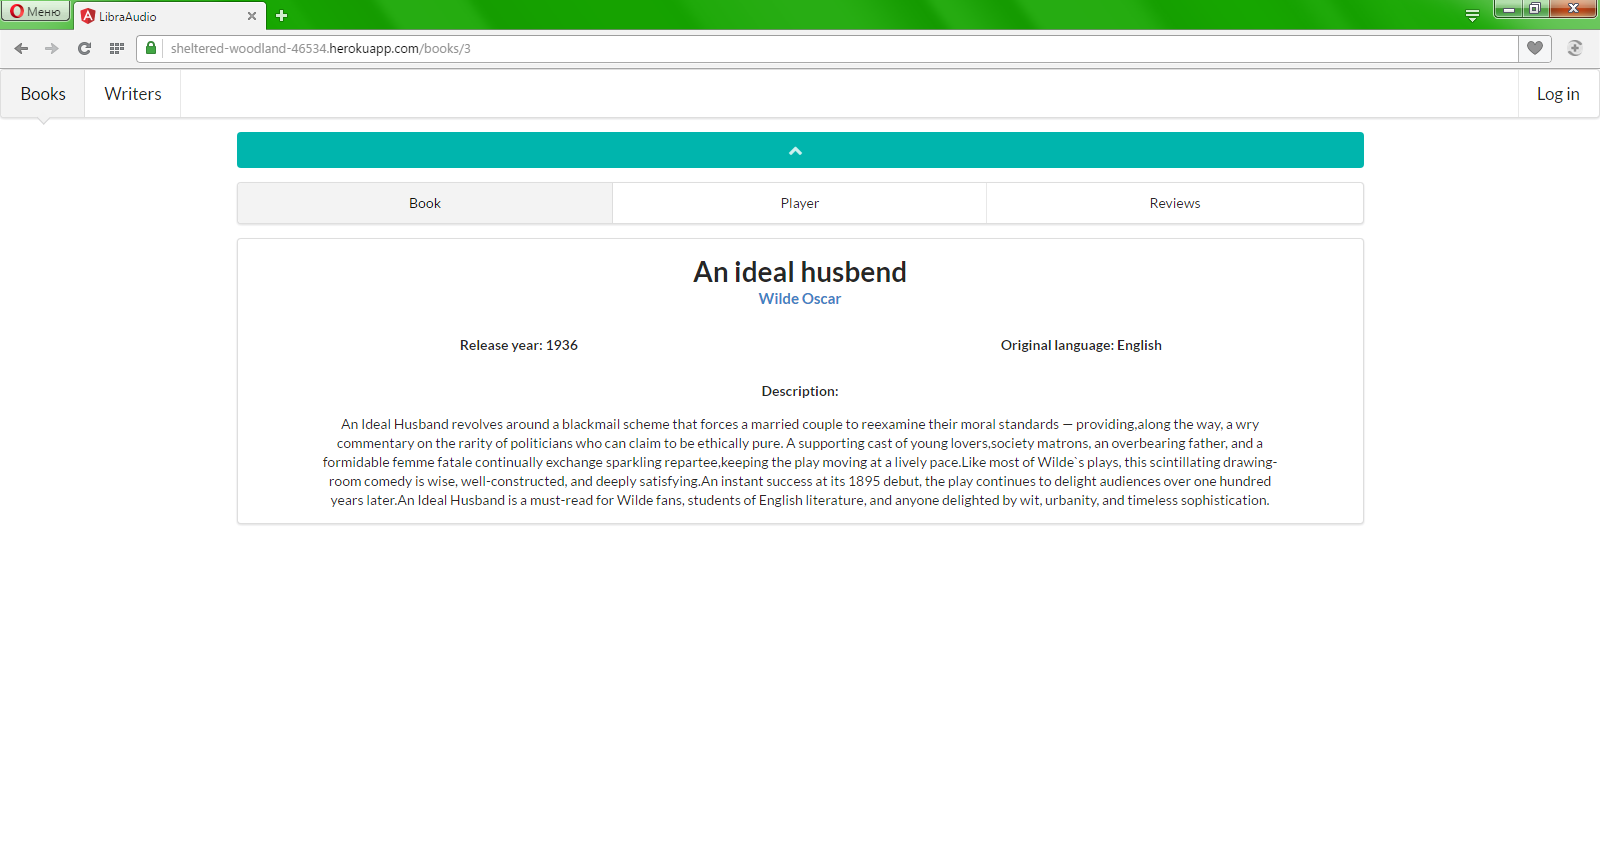 Меню
LibraAudio
sheltered-woodland-46534.herokuapp.com/books/3
Books
Writers
Log in
Book
Player
Reviews
An ideal husbend
Wilde Oscar
Release year: 1936
Original language: English
Description:
An Ideal Husband revolves around a blackmail scheme that forces a married couple to reexamine their moral standards — providing,along the way, a wry
commentary on the rarity of politicians who can claim to be ethically pure. A supporting cast of young lovers,society matrons, an overbearing father, and a
formidable femme fatale continually exchange sparkling repartee,keeping the play moving at a lively pace.Like most of Wilde`s plays, this scintillating drawing-
room comedy is wise, well-constructed, and deeply satisfying.An instant success at its 1895 debut, the play continues to delight audiences over one hundred
years later.An Ideal Husband is a must-read for Wilde fans, students of English literature, and anyone delighted by wit, urbanity, and timeless sophistication.